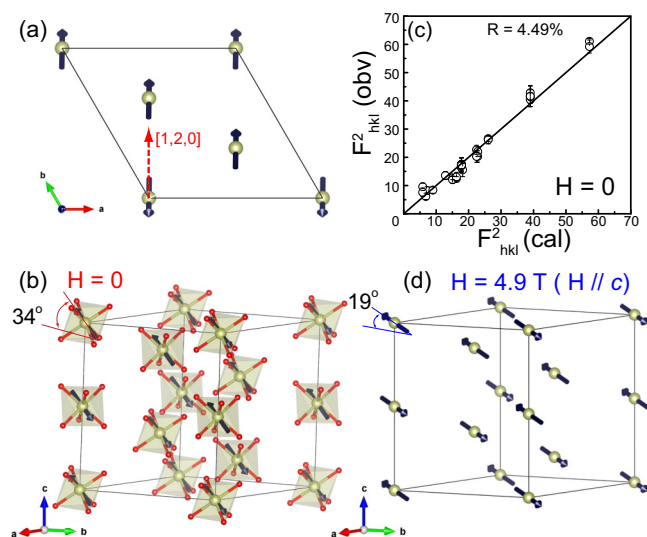 (a)
[1,2,0]
b
a
(c)
R = 4.49%
F²hkl (obv)
70
60
50
40
30
20
10
0 10 20 30 40 50 60 70
H = 0
F²hkl (cal)
(b) H = 0
34°
c
a b
(d) H = 4.9 T ( H // c )
19°
c
a b